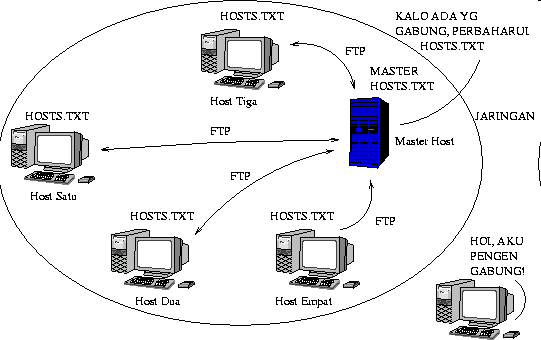 HOSTS.TXT
KALO ADA YG
GABUNG, PERBAHARUI
HOSTS.TXT
FTP
MASTER
HOSTS.TXT
Host Tiga
HOSTS.TXT
FTP
JARINGAN
Master Host
FTP
Host Satu
HOSTS.TXT
HOSTS.TXT
FTP
HOI, AKU
PENGEN
GABUNG!
Host Dua
Host Empat